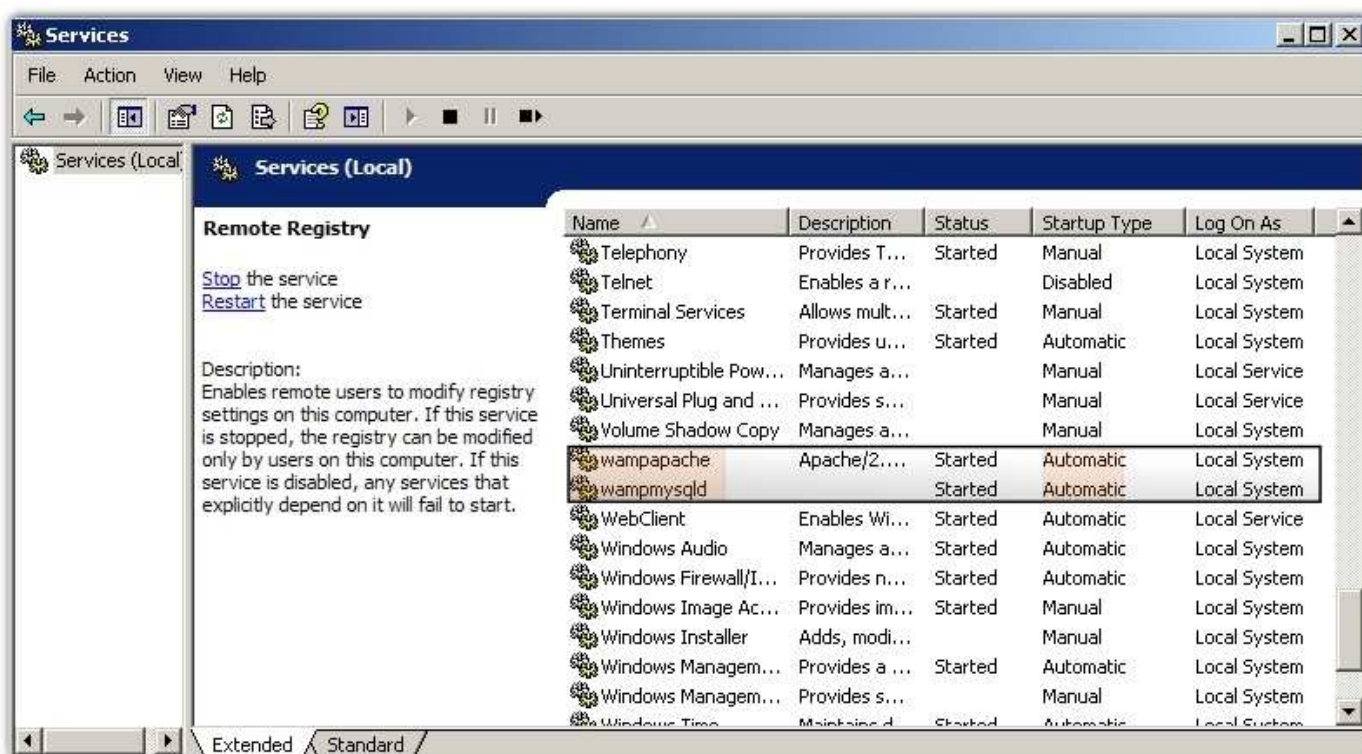 Services
File Action View Help
Services (Local
Services (Local)
Remote Registry
Stop the service
Restart the service
Description:
Enables remote users to modify registry
settings on this computer. If this service
is stopped, the registry can be modified
only by users on this computer. If this
service is disabled, any services that
explicitly depend on it will fail to start.
Name Description Status Startup Type Log On As
Telephony Provides T... Started Manual Local System
Telnet Enables a r... Disabled Local System
Terminal Services Allows mult... Started Manual Local System
Themes Provides u... Started Automatic Local System
Uninterruptible Pow... Manages a... Manual Local Service
Universal Plug and ... Provides s... Manual Local Service
Volume Shadow Copy Manages a... Manual Local System
wampapache Apache/2.... Started Automatic Local System
wampmysqld Started Automatic Local System
WebClient Enables Wi... Started Automatic Local Service
Windows Audio Manages a... Started Automatic Local System
Windows Firewall/I... Provides n... Started Automatic Local System
Windows Image Ac... Provides im... Started Manual Local System
Windows Installer Adds, modi... Manual Local System
Windows Managem... Provides a ... Started Automatic Local System
Windows Managem... Provides s... Manual Local System
Windows Time Maintains d... Started Automatic Local System
Extended Standard